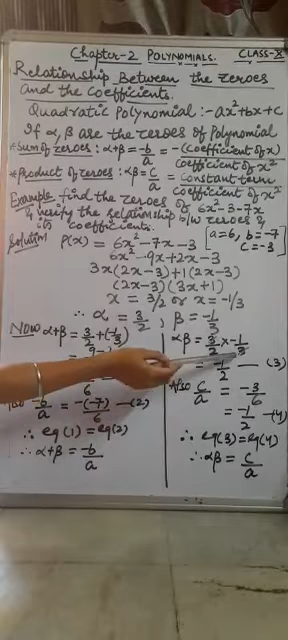 Chapter-2 POLYNOMIALS. CLASS-X
Relationship Between the Zeroes
and the Coefficients.
Quadratic Polynomial :- ax²+bx+c
If α, β are the zeroes of Polynomial
*Sum of zeroes : α+β = -b/a = -(Coefficient of x)/Coefficient of x²
*Product of zeroes : αβ = c/a = Constant term/Coefficient of x²
Example find the zeroes of 6x²-3-7x
& verify the relationship b/w zeroes &
its coefficients.
Solution P(x) = 6x²-7x-3 [a=6, b=-7 c=-3]
6x²-9x+2x-3
3x(2x-3)+1(2x-3)
(2x-3)(3x+1)
x = 3/2 or x = -1/3
∴ α = 3/2 ; β = -1/3
Now α+β = 3/2 + (-1/3)
= 9-
6
-b/a = -(-7)/6 —(2)
∴ eq(1) = eq(2)
∴ α+β = -b/a
αβ = 3/2 × -1/3
= -1/2 — (3)
Also c/a = -3/6
= -1/2 —(4)
∴ eq(3) = eq(4)
∴ αβ = c/a